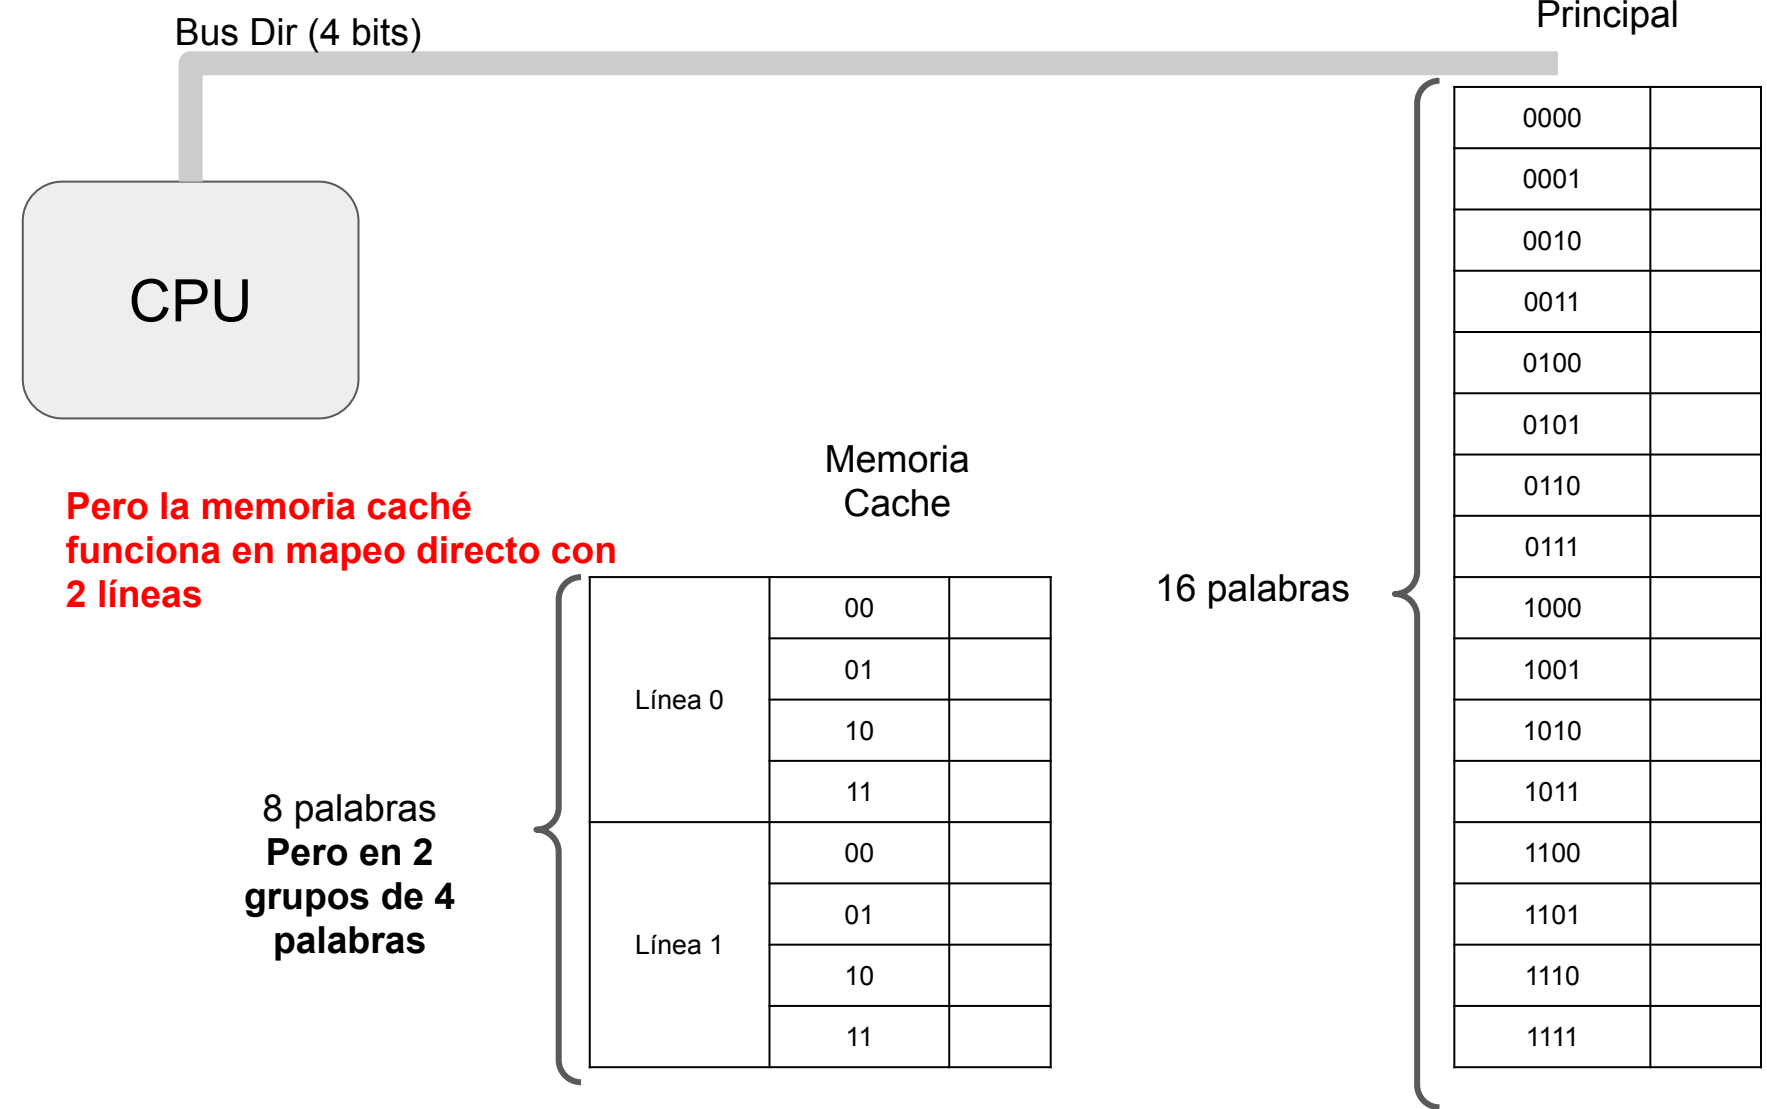 Bus Dir (4 bits)
Principal
CPU
Pero la memoria caché
funciona en mapeo directo con
2 líneas
Memoria
Cache
8 palabras
Pero en 2
grupos de 4
palabras
Línea 0
00
01
10
11
Línea 1
00
01
10
11
16 palabras
0000
0001
0010
0011
0100
0101
0110
0111
1000
1001
1010
1011
1100
1101
1110
1111